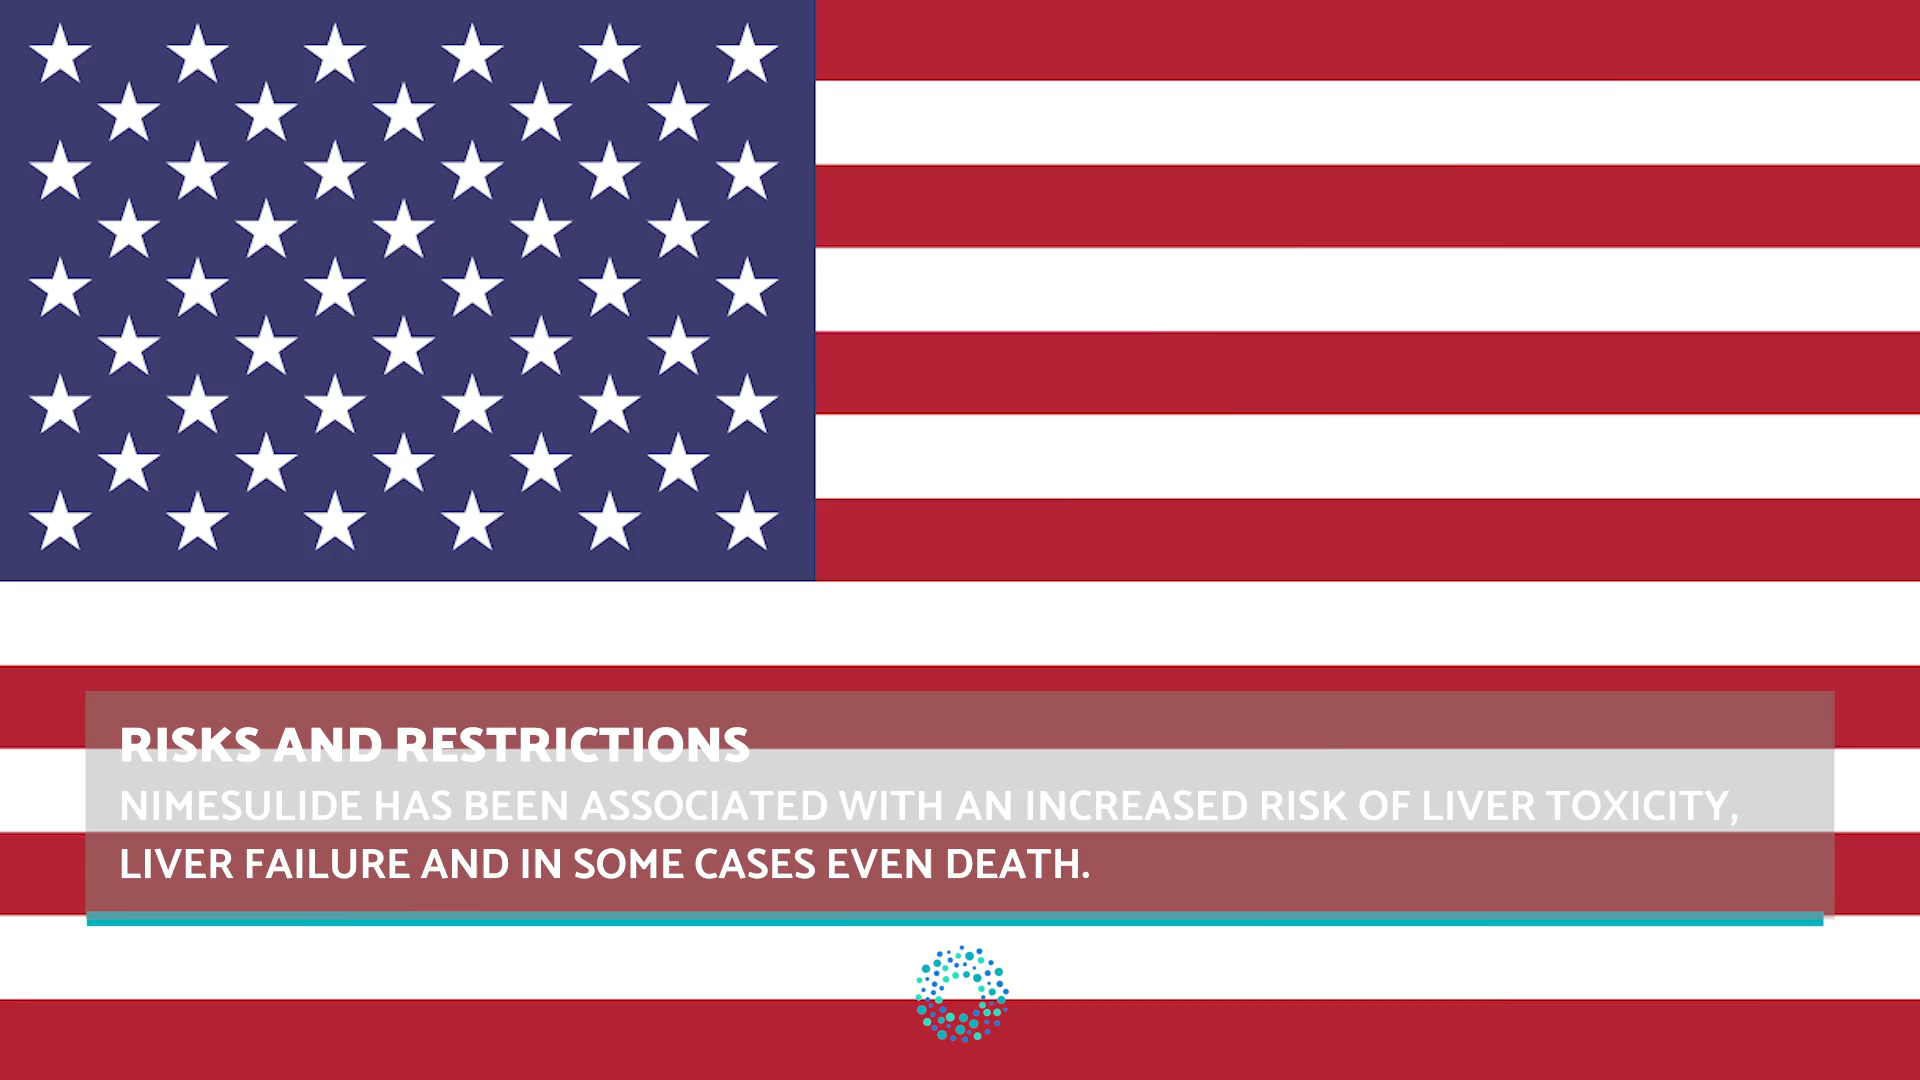 RISKS AND RESTRICTIONS
NIMESULIDE HAS BEEN ASSOCIATED WITH AN INCREASED RISK OF LIVER TOXICITY,
LIVER FAILURE AND IN SOME CASES EVEN DEATH.